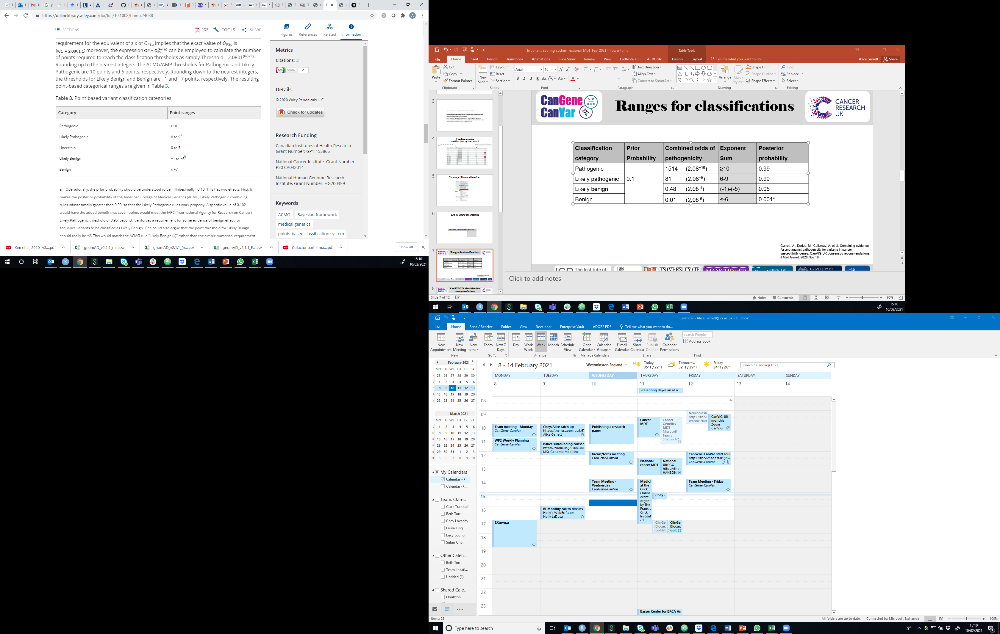 https://onlinelibrary.wiley.com/doi/full/10.1002/humu.24088
SECTIONS
PDF
TOOLS
SHARE
requirement for the equivalent of six of OPSu implies that the exact value of OPSu is
⁶√81 = 2.0801:1; moreover, the expression OP = OPSu(Points) can be employed to calculate the number
of points required to reach the classification thresholds as simply Threshold = 2.0801(Points).
Rounding up to the nearest integers, the ACMG/AMP thresholds for Pathogenic and Likely
Pathogenic are 10 points and 6 points, respectively. Rounding down to the nearest integers,
the thresholds for Likely Benign and Benign are −1 and −7 points, respectively. The resulting
point-based categorical ranges are given in Table 3.
Table 3. Point-based variant classification categories
Category Point ranges
Pathogenic ≥10
Likely Pathogenic 6 to 9a
Uncertain 0 to 5
Likely Benign −1 to −6a
Benign ≤ −7
a Operationally, the prior probability should be understood to be infinitesimally >0.10. This has two effects. First, it
makes the posterior probability of the American College of Medical Genetics (ACMG) Likely Pathogenic combining
rules infinitesimally greater than 0.90, so that the Likely Pathogenic rules work properly. A specific value of 0.102
would have the added benefit that seven points would meet the IARC (International Agency for Research on Cancer)
Likely Pathogenic threshold of 0.95. Second, it enforces a requirement for some evidence of benign effect for
sequence variants to be classified as Likely Benign. One could also argue that the point threshold for Likely Benign
should really be −2. This would match the ACMG rule "Likely Benign (ii)" rather than the simple numerical requirement
Figures References Related Information
Metrics
Citations: 3
Am score 2
Details
© 2020 Wiley Periodicals LLC
Check for updates
Research Funding
Canadian Institutes of Health Research.
Grant Number: GP1-155865
National Cancer Institute. Grant Number:
P30 CA042014
National Human Genome Research
Institute. Grant Number: HG200359
Keywords
ACMG Bayesian framework
medical genetics
points-based classification system
Kim et al, 2020, AS....pdf
gnomAD_v2.1.1_(n....csv
gnomAD_v2.1.1_(n....csv
gnomAD_v2.1.1_E....csv
Cofactor part 4 ma....pdf
Show all
15:10
10/02/2021
Exponent_scoring_system_national_MDT_Feb_2021 - PowerPoint
Table Tools
File Home Insert Design Transitions Animations Slide Show Review View EndNote X8 ACROBAT Design Layout Tell me what you want to do... Alice Garrett Share
Paste
Cut
Copy
Format Painter
Clipboard
New
Slide
Layout
Reset
Section
Slides
Arial 16
Font
Text Direction
Align Text
Convert to SmartArt
Paragraph
Arrange
Quick
Styles
Shape Fill
Shape Outline
Shape Effects
Drawing
Find
Replace
Select
Editing
3
4
Checking existing
combinations against model
5
Incompatible combinations
6
Exponential progression
7
Ranges for classifications
8
CanVIG-UK classification
recommendations
CanGene
CanVar
Ranges for classifications
CANCER
RESEARCH
UK
Classification category Prior Probability Combined odds of pathogenicity Exponent Sum Posterior probability
Pathogenic 0.1 1514 (2.08+10) ≥10 0.99
Likely pathogenic 81 (2.08+6) 6-9 0.90
Likely benign 0.48 (2.08-1) (-1)-(-5) 0.05
Benign 0.01 (2.08-6) ≤-6 0.001*
Garrett, A., Durkie, M., Callaway, A. et al. Combining evidence
for and against pathogenicity for variants in cancer
susceptibility genes: CanVIG-UK consensus recommendations.
J Med Genet. 2020 Nov 18:
ICR The Institute of
UNIVERSITY OF
MANCHESTER
UNIVERSITY OF
Click to add notes
Slide 7 of 12
Notes
Comments
90%
15:10
10/02/2021
Calendar - Alice.Garrett@icr.ac.uk - Outlook
File Home Send / Receive Folder View Developer Enterprise Vault ADOBE PDF Tell me what you want to do...
New Appointment New Meeting New Items
New
Today Next 7 Days
Go To
Day Work Week Week Month Schedule View
Arrange
Open Calendar Calendar Groups
Manage Calendars
E-mail Calendar Share Calendar Publish Online Calendar Permissions
Share
Search People
Address Book
Find
February 2021
MO TU WE TH FR SA
4 25 26 27 28 29 30
5 1 2 3 4 5 6
6 8 9 10 11 12 13
7 15 16 17 18 19 20
8 22 23 24 25 26 27
March 2021
MO TU WE TH FR SA
9 1 2 3 4 5 6
10 8 9 10 11 12 13
11 15 16 17 18 19 20
12 22 23 24 25 26 27
13 29 30 31 1 2 3
14 5 6 7 8 9 10
My Calendars
Calendar - Al...
Calendar - C...
Team: Clare...
Clare Turnbull
Beth Torr
Chey Loveday
Laura King
Lucy Loong
Subin Choi
Other Calen...
Beth Torr
Team Locati...
Untitled (1)
Shared Cale...
Houlston
8 - 14 February 2021
Westminster, England
Today
35°F/22°F
Tomorrow
32°F/29°F
Friday
34°F/26°F
Search Calendar (Ctrl+E)
MONDAY TUESDAY WEDNESDAY THURSDAY FRIDAY SATURDAY SUNDAY
8 9 10 11 12 13 14
Presenting Bayesian at n...
08
09
10
11
12
13
14
15
16
17
18
19
20
21
22
23
Team meeting - Monday
CanGene-CanVar
WP2 Weekly Planning
CanGene-CanVar
Ελληνικά
Chey/Alice catch up
https://the-icr.zoom.us/j/67
Alice Garrett
Issues surrounding consen
https://zoom.us/j/95682404
MSc Genomic Medicine
Bi-Monthly call to discuss
Holly's WebEx Room
Holly LaDuca
Publishing a research
paper
breast/testis meeting
CanGene-CanVar
Team Meeting -
Wednesday
CanGene-CanVar
Cancer
MDT
Cancer
Genetics
MDT
Microsoft
Teams
Sharon
National
cancer MDT
National
UKCGG
https://the-i
HANSON, H
Medicin
at the
Crick
Online
event
organis
by The
Francis
Crick
Institut
- 1
Chey -
ClinGen
Biocura
Goldst
ClinGen
Biocura
Golc
Basser Center for BRCA An
Neuroblasto
https://the-i
Yvonne Harr
CanVIG-UK
monthly
Zoom
CanVIG
CanGene-CanVar Staff Jou
https://the-icr.zoom.us/j/67
CanGene-CanVar
Team Meeting - Friday
CanGene-CanVar
Items: 23
All folders are up to date.
Connected to: Microsoft Exchange
100%
Type here to search
15:10
10/02/2021